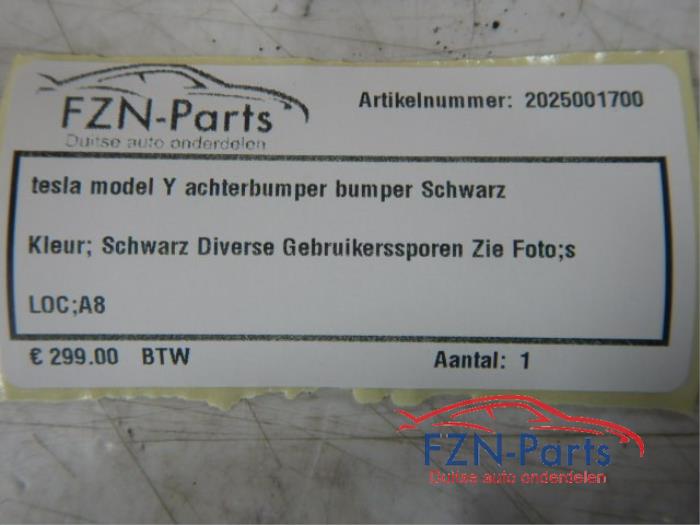 FZN-Parts
Duitse auto onderdelen
Artikelnummer: 2025001700
tesla model Y achterbumper bumper Schwarz
Kleur; Schwarz Diverse Gebruikerssporen Zie Foto;s
LOC;A8
€ 299.00 BTW Aantal: 1
FZN-Parts
Duitse auto onderdelen